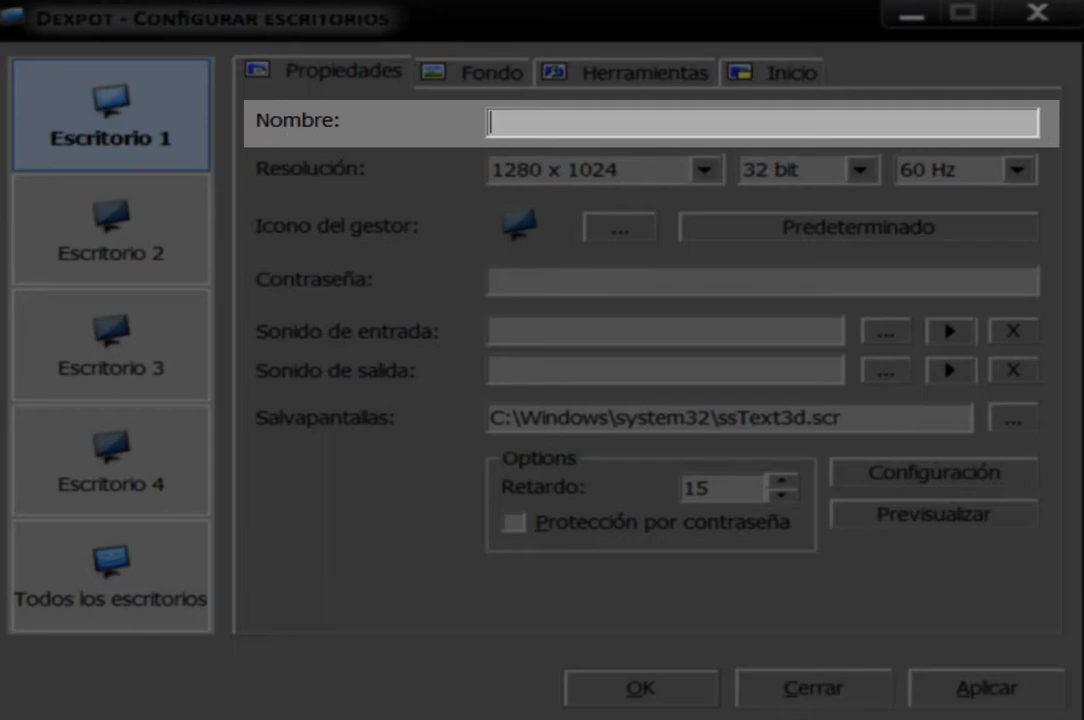 Dexpot - Configurar escritorios
Escritorio 1
Escritorio 2
Escritorio 3
Escritorio 4
Todos los escritorios
Propiedades Fondo Herramientas Inicio
Nombre:
Resolución: 1280 x 1024 32 bit 60 Hz
Icono del gestor: ... Predeterminado
Contraseña:
Sonido de entrada: ... X
Sonido de salida: ... X
Salvapantallas: C:\Windows\system32\ssText3d.scr ...
Options
Retardo: 15 Configuración
Protección por contraseña Previsualizar
OK Cerrar Aplicar